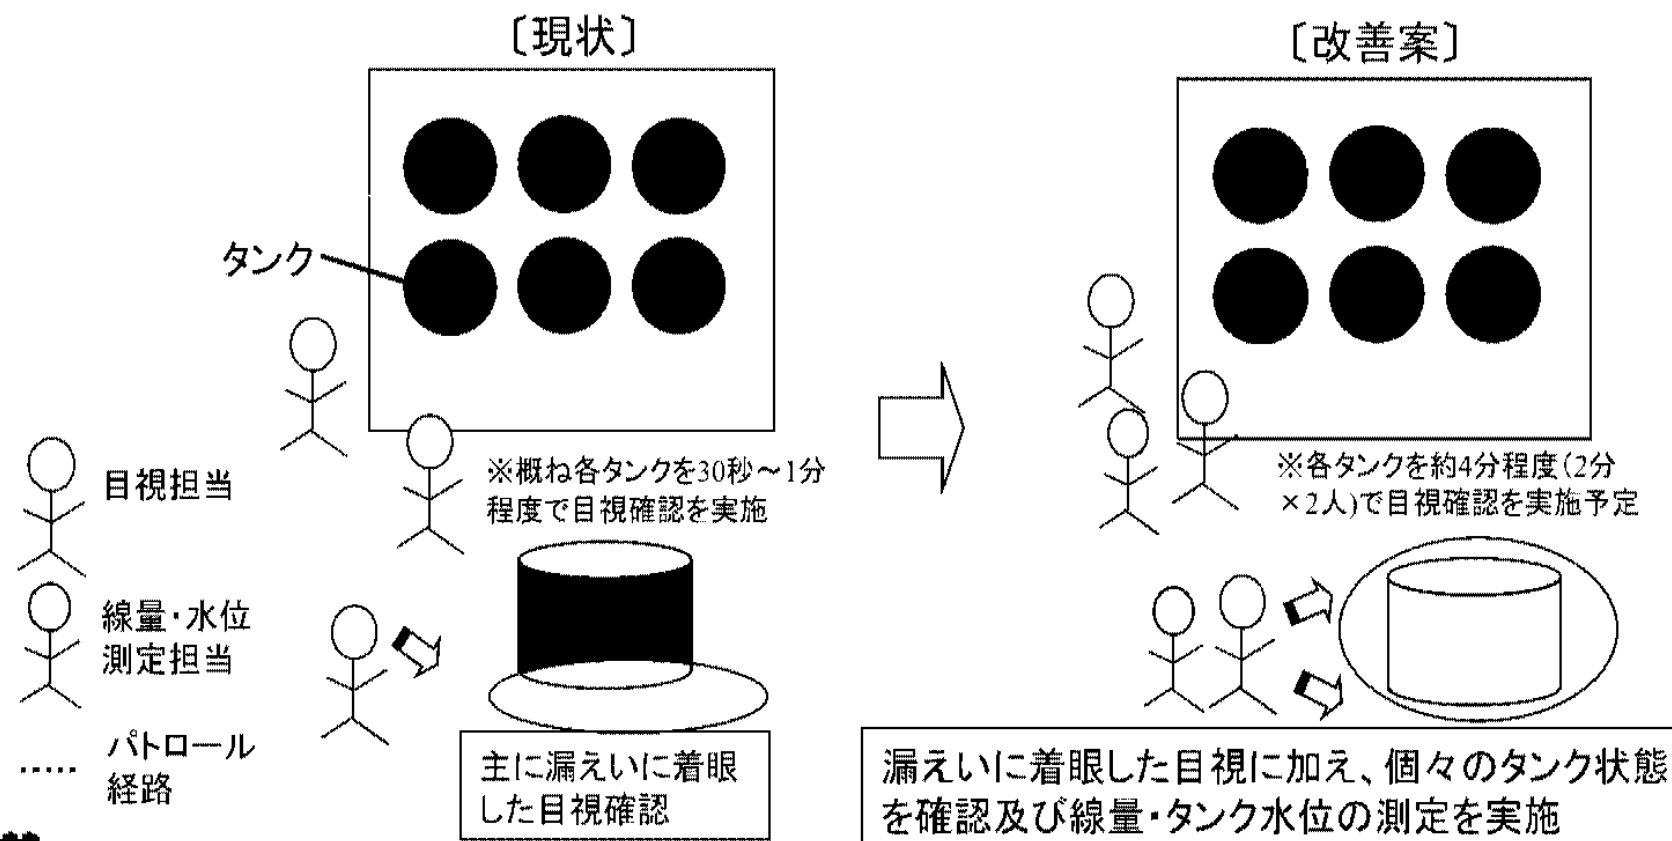 〔現状〕
タンク
※概ね各タンクを30秒～1分
程度で目視確認を実施
目視担当
線量・水位
測定担当
パトロール
経路
主に漏えいに着眼
した目視確認
〔改善案〕
※各タンクを約4分程度(2分
×2人)で目視確認を実施予定
漏えいに着眼した目視に加え、個々のタンク状態
を確認及び線量・タンク水位の測定を実施